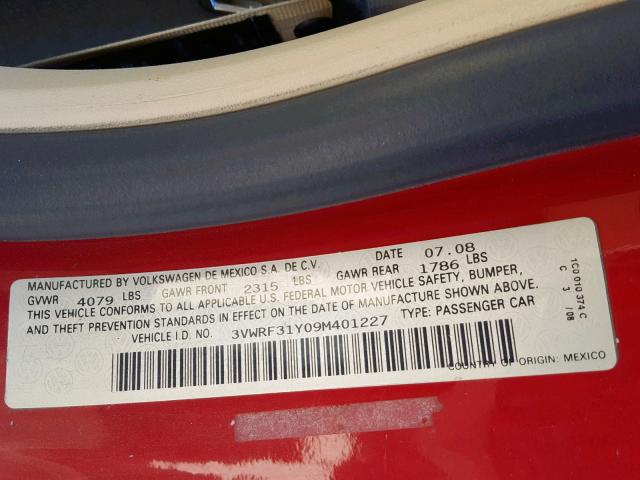 MANUFACTURED BY VOLKSWAGEN DE MEXICO S.A. DE C.V. DATE 07.08
GVWR 4079 LBS GAWR FRONT 2315 LBS GAWR REAR 1786 LBS
THIS VEHICLE CONFORMS TO ALL APPLICABLE U.S. FEDERAL MOTOR VEHICLE SAFETY, BUMPER,
AND THEFT PREVENTION STANDARDS IN EFFECT ON THE DATE OF MANUFACTURE SHOWN ABOVE.
VEHICLE I.D. NO. 3VWRF31Y09M401227 TYPE: PASSENGER CAR
COUNTRY OF ORIGIN: MEXICO
1C0 010 374 C
C 3 /08